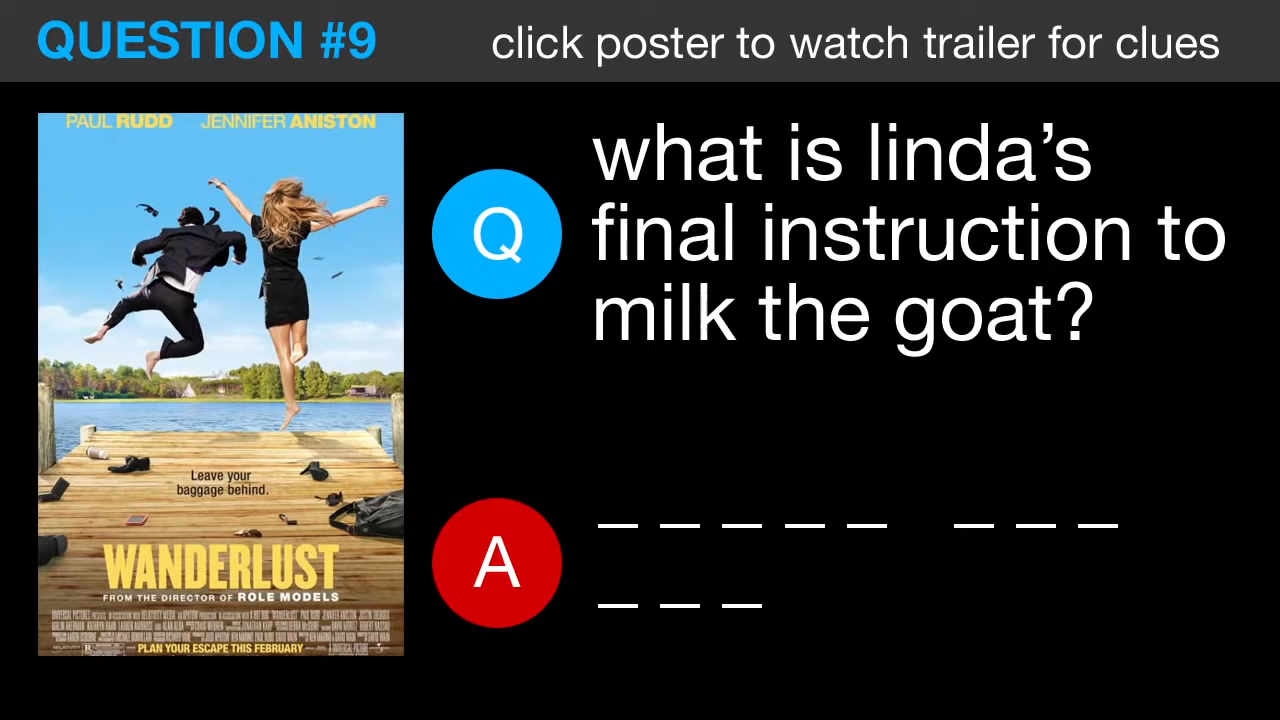 QUESTION #9
click poster to watch trailer for clues
PAUL RUDD JENNIFER ANISTON
what is linda’s
final instruction to
milk the goat?
Q
Leave your
baggage behind.
A
WANDERLUST
FROM THE DIRECTOR OF ROLE MODELS
PLAN YOUR ESCAPE THIS FEBRUARY